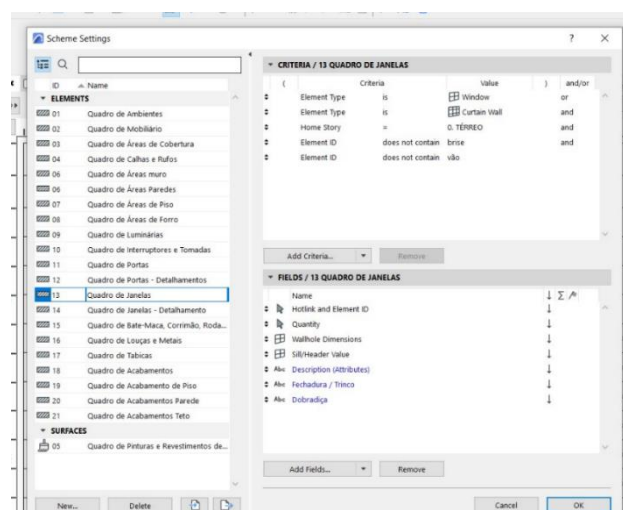 Scheme Settings
? ×
ID Name
ELEMENTS
01 Quadro de Ambientes
02 Quadro de Mobiliário
03 Quadro de Áreas de Cobertura
04 Quadro de Calhas e Rufos
06 Quadro de Áreas muro
06 Quadro de Áreas Paredes
07 Quadro de Áreas de Piso
08 Quadro de Áreas de Forro
09 Quadro de Luminárias
10 Quadro de Interruptores e Tomadas
11 Quadro de Portas
12 Quadro de Portas - Detalhamentos
13 Quadro de Janelas
14 Quadro de Janelas - Detalhamento
15 Quadro de Bate-Maca, Corrimão, Roda...
16 Quadro de Louças e Metais
17 Quadro de Tabicas
18 Quadro de Acabamentos
19 Quadro de Acabamento de Piso
20 Quadro de Acabamentos Parede
21 Quadro de Acabamentos Teto
SURFACES
05 Quadro de Pinturas e Revestimentos de...
New... Delete
CRITERIA / 13 QUADRO DE JANELAS
( Criteria Value ) and/or
Element Type is Window or
Element Type is Curtain Wall and
Home Story = 0. TÉRREO and
Element ID does not contain brise and
Element ID does not contain vão
Add Criteria... Remove
FIELDS / 13 QUADRO DE JANELAS
Name
Hotlink and Element ID
Quantity
Wallhole Dimensions
Sill/Header Value
Abc Description (Attributes)
Abc Fechadura / Trinco
Abc Dobradiça
Add Fields... Remove
Cancel OK